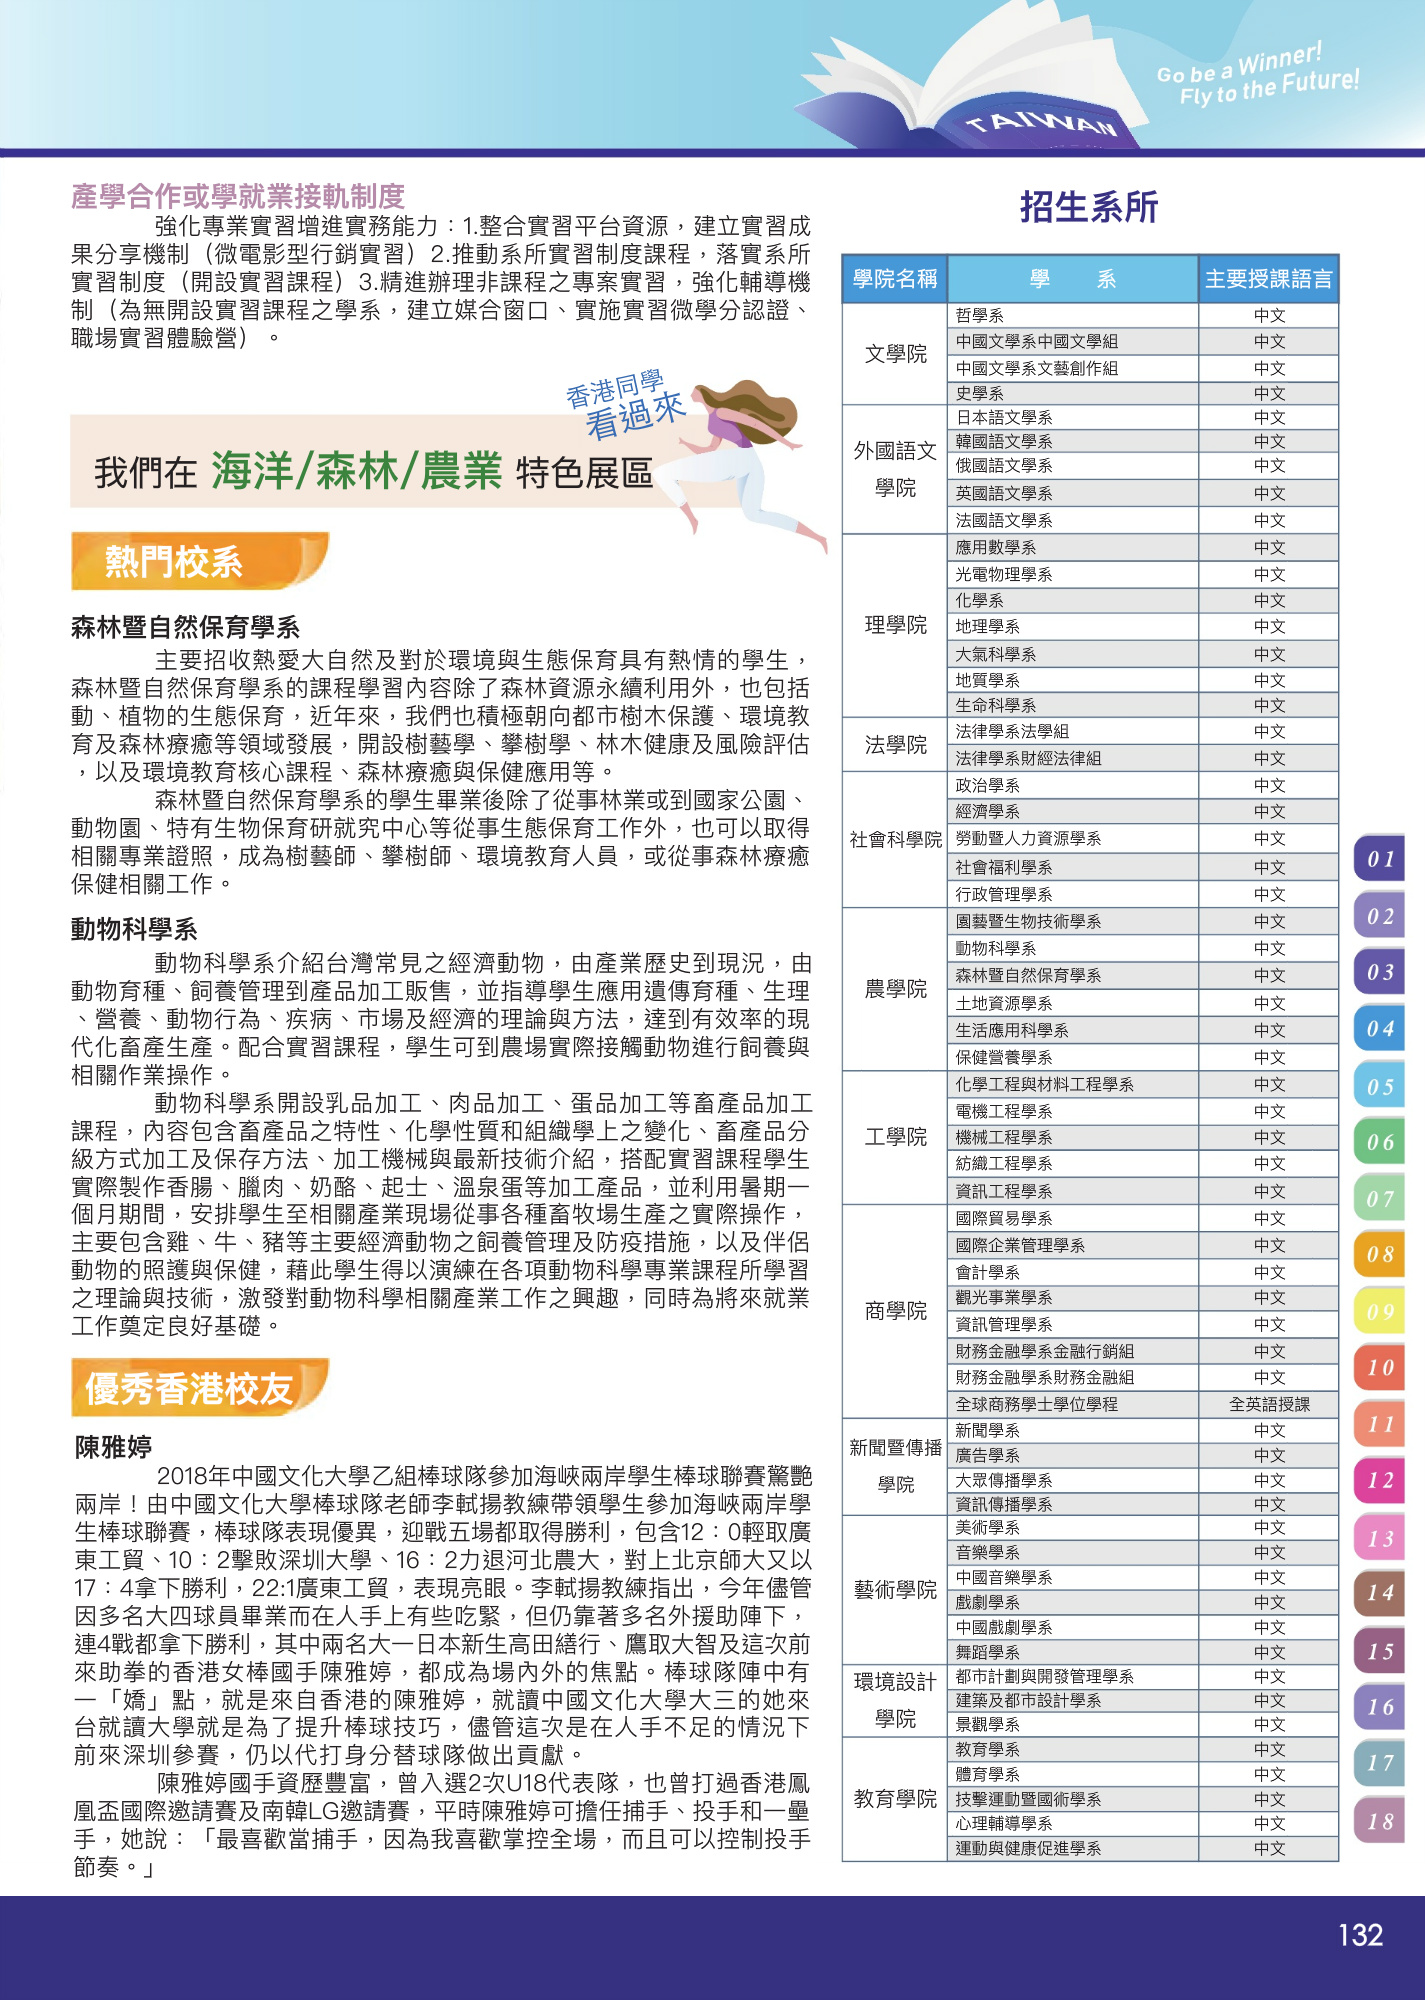 Go be a Winner!
Fly to the Future!
TAIWAN
產學合作或學就業接軌制度
強化專業實習增進實務能力：1.整合實習平台資源，建立實習成
果分享機制（微電影型行銷實習）2.推動系所實習制度課程，落實系所
實習制度（開設實習課程）3.精進辦理非課程之專案實習，強化輔導機
制（為無開設實習課程之學系，建立媒合窗口、實施實習微學分認證、
職場實習體驗營）。
香港同學
看過來
我們在 海洋/森林/農業 特色展區
熱門校系
森林暨自然保育學系
主要招收熱愛大自然及對於環境與生態保育具有熱情的學生，
森林暨自然保育學系的課程學習內容除了森林資源永續利用外，也包括
動、植物的生態保育，近年來，我們也積極朝向都市樹木保護、環境教
育及森林療癒等領域發展，開設樹藝學、攀樹學、林木健康及風險評估
，以及環境教育核心課程、森林療癒與保健應用等。
森林暨自然保育學系的學生畢業後除了從事林業或到國家公園、
動物園、特有生物保育研就究中心等從事生態保育工作外，也可以取得
相關專業證照，成為樹藝師、攀樹師、環境教育人員，或從事森林療癒
保健相關工作。
動物科學系
動物科學系介紹台灣常見之經濟動物，由產業歷史到現況，由
動物育種、飼養管理到產品加工販售，並指導學生應用遺傳育種、生理
、營養、動物行為、疾病、市場及經濟的理論與方法，達到有效率的現
代化畜產生產。配合實習課程，學生可到農場實際接觸動物進行飼養與
相關作業操作。
動物科學系開設乳品加工、肉品加工、蛋品加工等畜產品加工
課程，內容包含畜產品之特性、化學性質和組織學上之變化、畜產品分
級方式加工及保存方法、加工機械與最新技術介紹，搭配實習課程學生
實際製作香腸、臘肉、奶酪、起士、溫泉蛋等加工產品，並利用暑期一
個月期間，安排學生至相關產業現場從事各種畜牧場生產之實際操作，
主要包含雞、牛、豬等主要經濟動物之飼養管理及防疫措施，以及伴侶
動物的照護與保健，藉此學生得以演練在各項動物科學專業課程所學習
之理論與技術，激發對動物科學相關產業工作之興趣，同時為將來就業
工作奠定良好基礎。
優秀香港校友
陳雅婷
2018年中國文化大學乙組棒球隊參加海峽兩岸學生棒球聯賽驚艷
兩岸！由中國文化大學棒球隊老師李軾揚教練帶領學生參加海峽兩岸學
生棒球聯賽，棒球隊表現優異，迎戰五場都取得勝利，包含12：0輕取廣
東工貿、10：2擊敗深圳大學、16：2力退河北農大，對上北京師大又以
17：4拿下勝利，22:1廣東工貿，表現亮眼。李軾揚教練指出，今年儘管
因多名大四球員畢業而在人手上有些吃緊，但仍靠著多名外援助陣下，
連4戰都拿下勝利，其中兩名大一日本新生高田繕行、鷹取大智及這次前
來助拳的香港女棒國手陳雅婷，都成為場內外的焦點。棒球隊陣中有
一「嬌」點，就是來自香港的陳雅婷，就讀中國文化大學大三的她來
台就讀大學就是為了提升棒球技巧，儘管這次是在人手不足的情況下
前來深圳參賽，仍以代打身分替球隊做出貢獻。
陳雅婷國手資歷豐富，曾入選2次U18代表隊，也曾打過香港鳳
凰盃國際邀請賽及南韓LG邀請賽，平時陳雅婷可擔任捕手、投手和一壘
手，她說：「最喜歡當捕手，因為我喜歡掌控全場，而且可以控制投手
節奏。」
招生系所
學院名稱 學 系 主要授課語言
文學院
哲學系 中文
中國文學系中國文學組 中文
中國文學系文藝創作組 中文
史學系 中文
外國語文
學院
日本語文學系 中文
韓國語文學系 中文
俄國語文學系 中文
英國語文學系 中文
法國語文學系 中文
理學院
應用數學系 中文
光電物理學系 中文
化學系 中文
地理學系 中文
大氣科學系 中文
地質學系 中文
生命科學系 中文
法學院
法律學系法學組 中文
法律學系財經法律組 中文
社會科學院
政治學系 中文
經濟學系 中文
勞動暨人力資源學系 中文
社會福利學系 中文
行政管理學系 中文
農學院
園藝暨生物技術學系 中文
動物科學系 中文
森林暨自然保育學系 中文
土地資源學系 中文
生活應用科學系 中文
保健營養學系 中文
工學院
化學工程與材料工程學系 中文
電機工程學系 中文
機械工程學系 中文
紡織工程學系 中文
資訊工程學系 中文
商學院
國際貿易學系 中文
國際企業管理學系 中文
會計學系 中文
觀光事業學系 中文
資訊管理學系 中文
財務金融學系金融行銷組 中文
財務金融學系財務金融組 中文
全球商務學士學位學程 全英語授課
新聞暨傳播
學院
新聞學系 中文
廣告學系 中文
大眾傳播學系 中文
資訊傳播學系 中文
藝術學院
美術學系 中文
音樂學系 中文
中國音樂學系 中文
戲劇學系 中文
中國戲劇學系 中文
舞蹈學系 中文
環境設計
學院
都市計劃與開發管理學系 中文
建築及都市設計學系 中文
景觀學系 中文
教育學院
教育學系 中文
體育學系 中文
技擊運動暨國術學系 中文
心理輔導學系 中文
運動與健康促進學系 中文
01
02
03
04
05
06
07
08
09
10
11
12
13
14
15
16
17
18
132